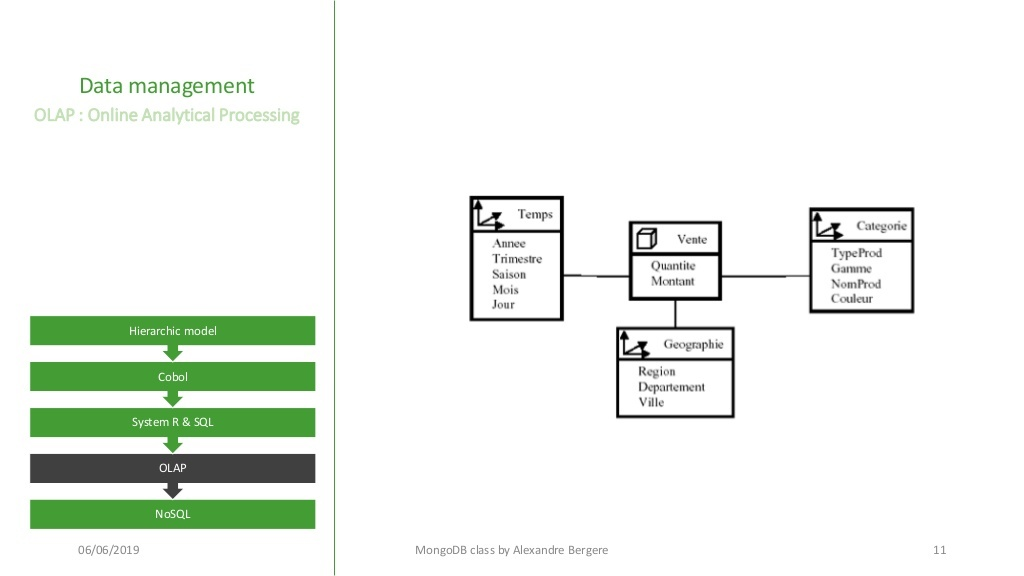 Data management
OLAP : Online Analytical Processing
Hierarchic model
Cobol
System R & SQL
OLAP
NoSQL
Temps
Annee
Trimestre
Saison
Mois
Jour
Vente
Quantite
Montant
Categorie
TypeProd
Gamme
NomProd
Couleur
Geographie
Region
Departement
Ville
06/06/2019
MongoDB class by Alexandre Bergere
11